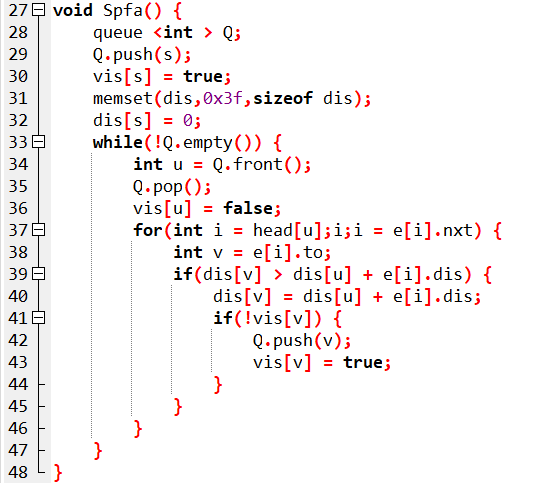 27 void Spfa() {
28     queue <int > Q;
29     Q.push(s);
30     vis[s] = true;
31     memset(dis,0x3f,sizeof dis);
32     dis[s] = 0;
33     while(!Q.empty()) {
34         int u = Q.front();
35         Q.pop();
36         vis[u] = false;
37         for(int i = head[u];i;i = e[i].nxt) {
38             int v = e[i].to;
39             if(dis[v] > dis[u] + e[i].dis) {
40                 dis[v] = dis[u] + e[i].dis;
41                 if(!vis[v]) {
42                     Q.push(v);
43                     vis[v] = true;
44                 }
45             }
46         }
47     }
48 }